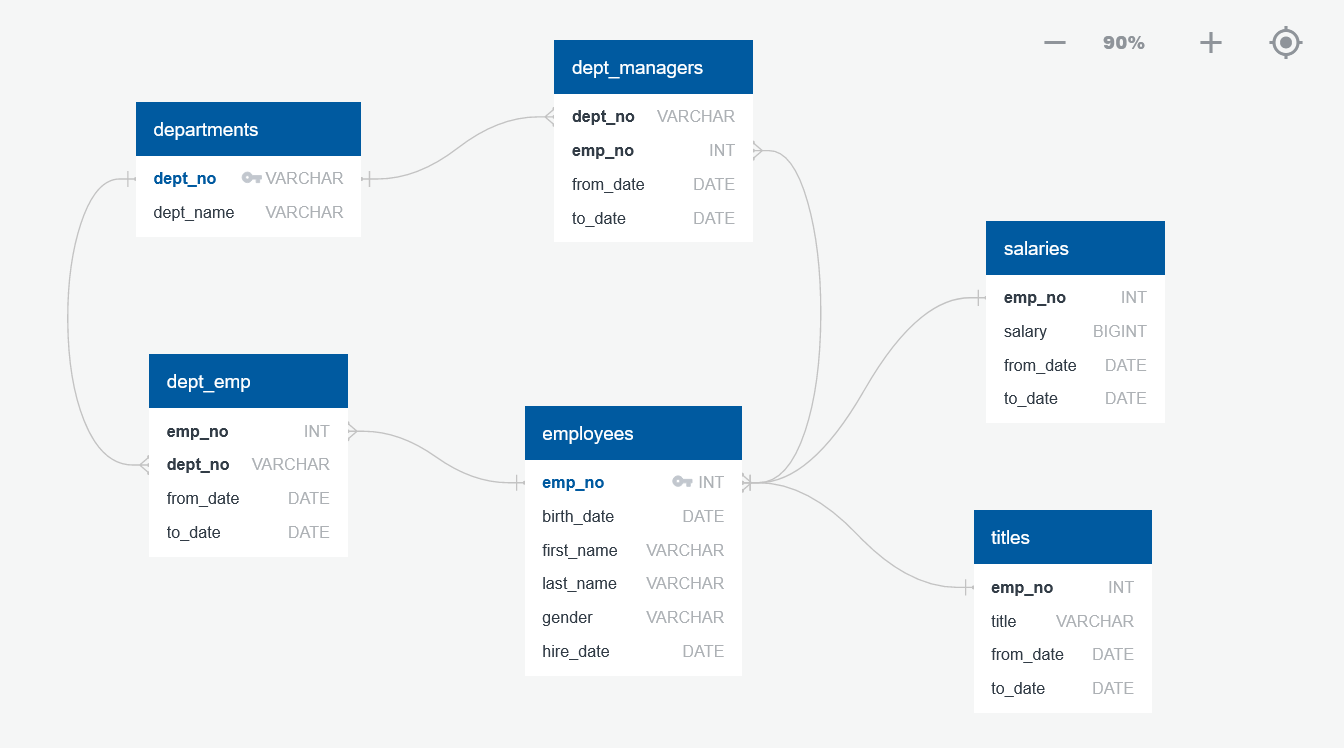 90%
dept_managers
dept_no VARCHAR
emp_no INT
from_date DATE
to_date DATE
departments
dept_no VARCHAR
dept_name VARCHAR
salaries
emp_no INT
salary BIGINT
from_date DATE
to_date DATE
dept_emp
emp_no INT
dept_no VARCHAR
from_date DATE
to_date DATE
employees
emp_no INT
birth_date DATE
first_name VARCHAR
last_name VARCHAR
gender VARCHAR
hire_date DATE
titles
emp_no INT
title VARCHAR
from_date DATE
to_date DATE